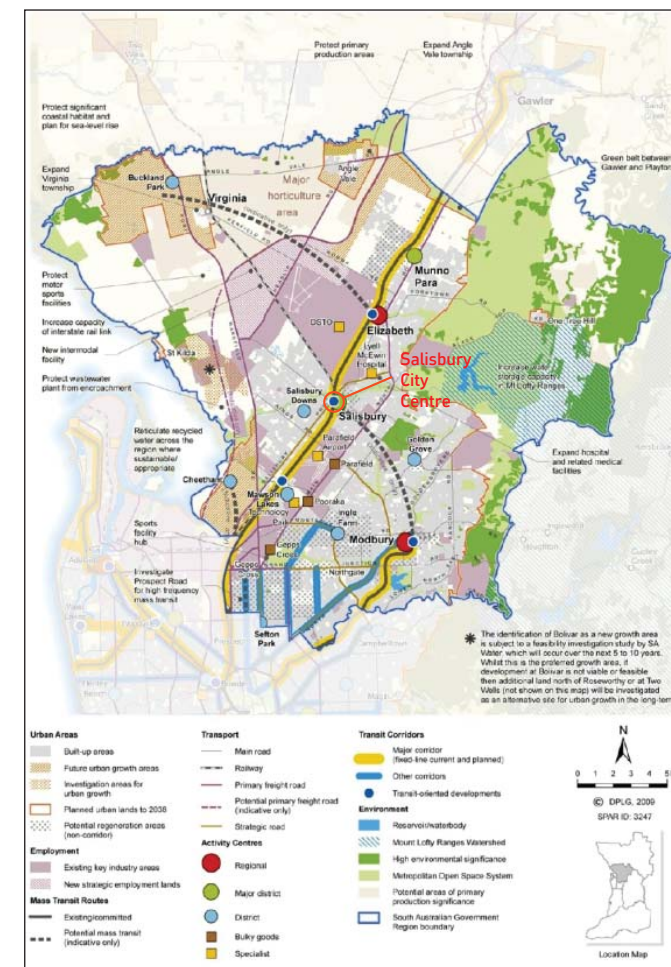 Protect primary
production areas
Expand Angle
Vale township
Gawler
Protect significant
coastal habitat and
plan for sea-level rise
Green belt between
Gawler and Playford
Expand
Virginia
township
Buckland
Park
Virginia
Major
horticulture
area
Angle
Vale
Munno
Para
Protect
motor
sports
facilities
DSTO
Elizabeth
Increase capacity
of interstate rail link
Lyell
McEwin
Hospital
One Tree Hill
New intermodal
facility
St Kilda
Salisbury
City
Centre
Increase water
storage capacity
in Mt Lofty Ranges
Protect wastewater
plant from encroachment
Salisbury
Downs
Salisbury
Reticulate recycled
water across the
region where
sustainable/
appropriate
Parafield
Airport
Golden
Grove
Expand hospital
and related medical
facilities
Cheetham
Parafield
Mawson
Lakes
Technology
Park
Pooraka
Sports
facility
hub
Ingle
Farm
Modbury
Gepps
Cross
Gepps
Cross
Northgate
Investigate
Prospect Road
for high frequency
mass transit
Sefton
Park
Campbelltown
The identification of Bolivar as a new growth area
is subject to a feasibility investigation study by SA
Water, which will occur over the next 5 to 10 years.
Whilst this is the preferred growth area, if
development at Bolivar is not viable or feasible
then additional land north of Roseworthy or at Two
Wells (not shown on this map) will be investigated
as an alternative site for urban growth in the long-term
Urban Areas
Built-up areas
Future urban growth areas
Investigation areas for
urban growth
Planned urban lands to 2038
Potential regeneration areas
(non-corridor)
Employment
Existing key industry areas
New strategic employment lands
Mass Transit Routes
Existing/committed
Potential mass transit
(indicative only)
Transport
Main road
Railway
Primary freight road
Potential primary freight road
(indicative only)
Strategic road
Activity Centres
Regional
Major district
District
Bulky goods
Specialist
Transit Corridors
Major corridor
(fixed-line current and planned)
Other corridors
Transit-oriented developments
Environment
Reservoir/waterbody
Mount Lofty Ranges Watershed
High environmental significance
Metropolitan Open Space System
Potential areas of primary
production significance
South Australian Government
Region boundary
N
0 1 2 3 4 5
© DPLG, 2009
SPAR ID: 3247
Location Map